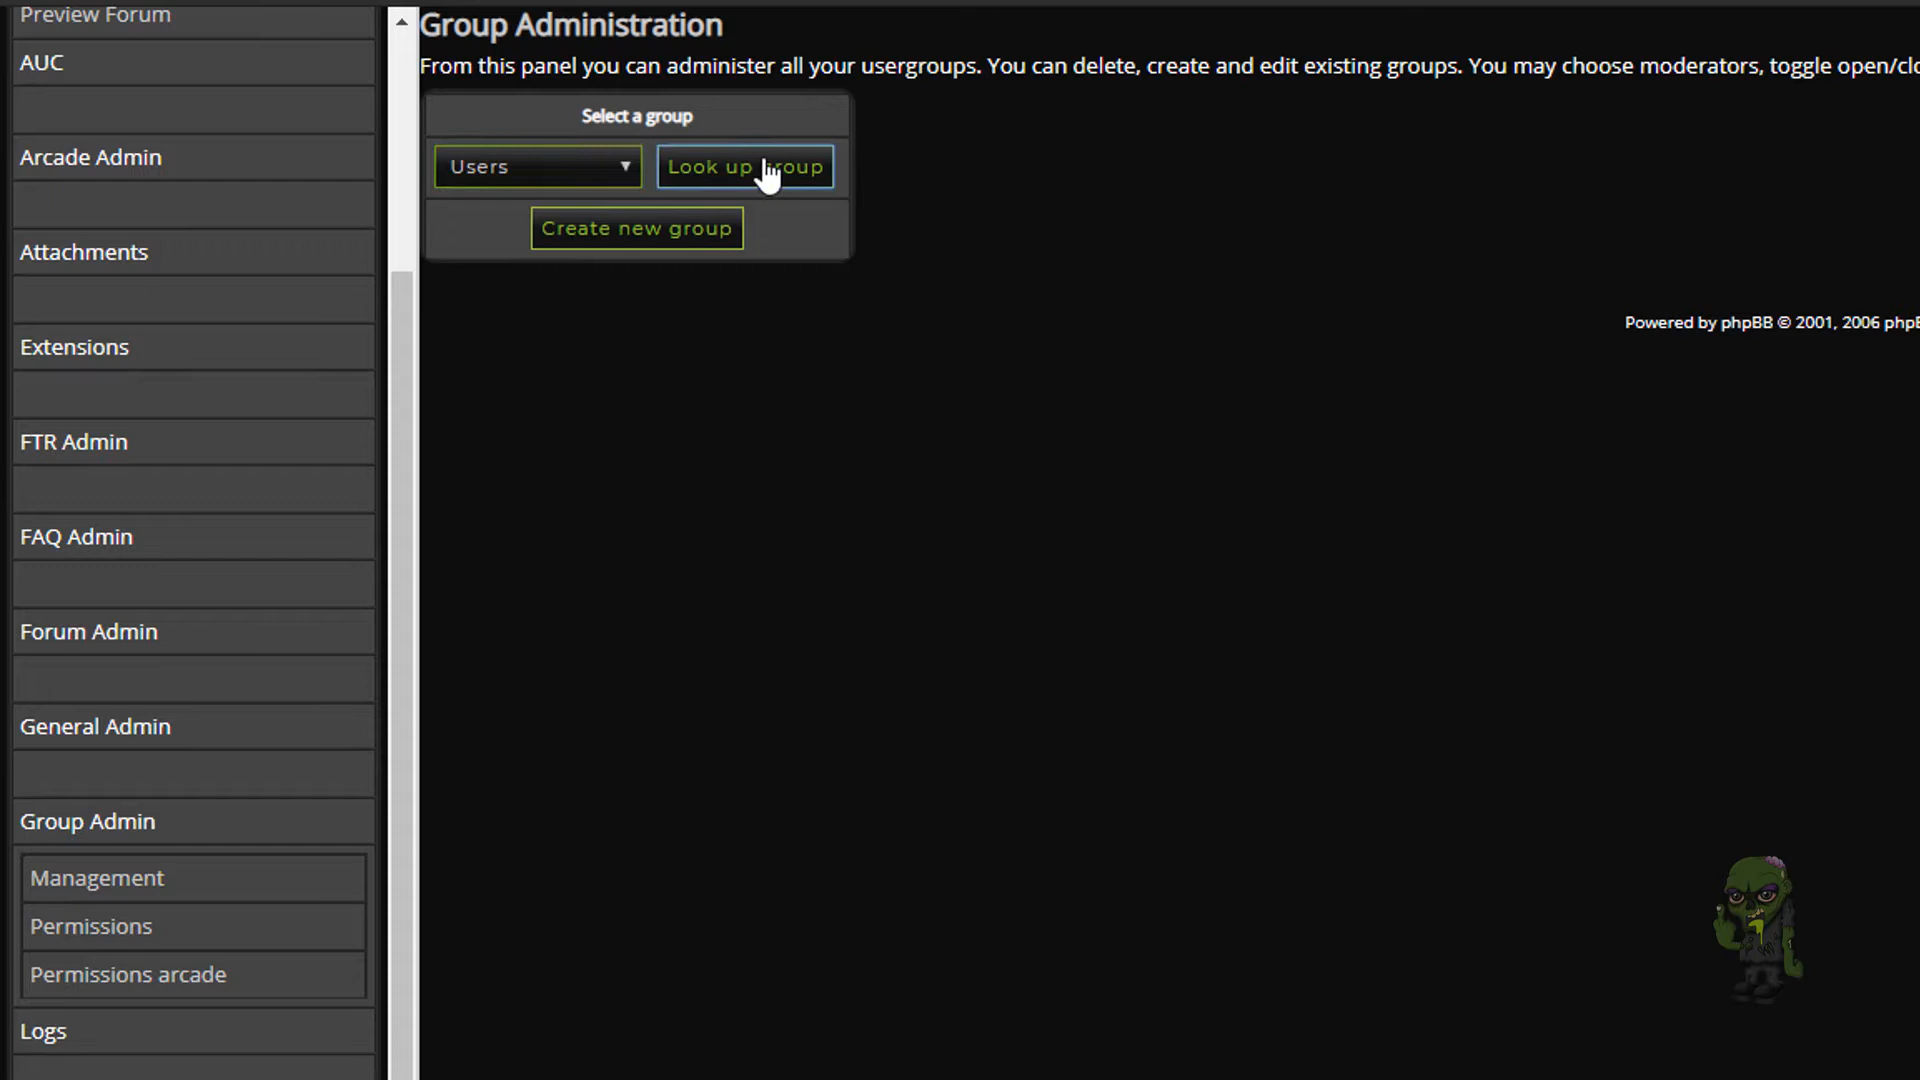 Preview Forum
AUC
Arcade Admin
Attachments
Extensions
FTR Admin
FAQ Admin
Forum Admin
General Admin
Group Admin
Management
Permissions
Permissions arcade
Logs
Group Administration
From this panel you can administer all your usergroups. You can delete, create and edit existing groups. You may choose moderators, toggle open/clo
Select a group
Users
Look up group
Create new group
Powered by phpBB © 2001, 2006 phpB